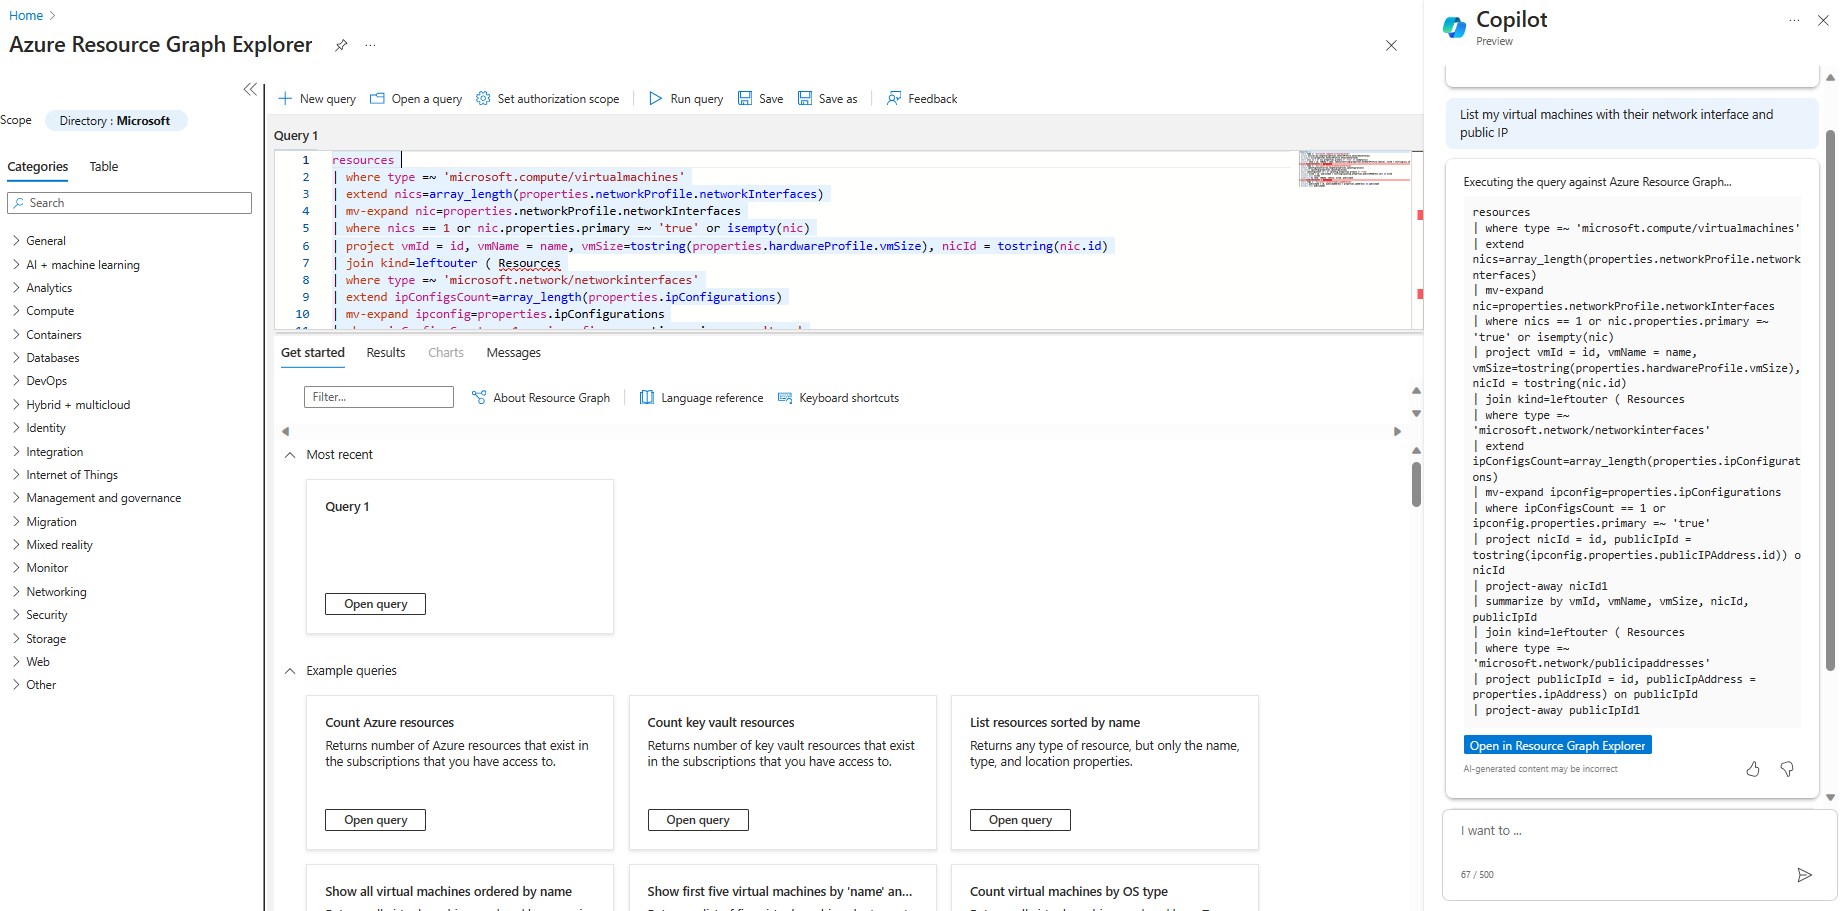 Home
Azure Resource Graph Explorer
Scope
Directory : Microsoft
Categories
Table
Search
General
AI + machine learning
Analytics
Compute
Containers
Databases
DevOps
Hybrid + multicloud
Identity
Integration
Internet of Things
Management and governance
Migration
Mixed reality
Monitor
Networking
Security
Storage
Web
Other
New query
Open a query
Set authorization scope
Run query
Save
Save as
Feedback
Query 1
1 resources
2 | where type =~ 'microsoft.compute/virtualmachines'
3 | extend nics=array_length(properties.networkProfile.networkInterfaces)
4 | mv-expand nic=properties.networkProfile.networkInterfaces
5 | where nics == 1 or nic.properties.primary =~ 'true' or isempty(nic)
6 | project vmId = id, vmName = name, vmSize=tostring(properties.hardwareProfile.vmSize), nicId = tostring(nic.id)
7 | join kind=leftouter ( Resources
8 | where type =~ 'microsoft.network/networkinterfaces'
9 | extend ipConfigsCount=array_length(properties.ipConfigurations)
10 | mv-expand ipconfig=properties.ipConfigurations
Get started
Results
Charts
Messages
Filter...
About Resource Graph
Language reference
Keyboard shortcuts
Most recent
Query 1
Open query
Example queries
Count Azure resources
Returns number of Azure resources that exist in
the subscriptions that you have access to.
Open query
Count key vault resources
Returns number of key vault resources that exist
in the subscriptions that you have access to.
Open query
List resources sorted by name
Returns any type of resource, but only the name,
type, and location properties.
Open query
Show all virtual machines ordered by name
Show first five virtual machines by 'name' an...
Count virtual machines by OS type
Copilot
Preview
List my virtual machines with their network interface and
public IP
Executing the query against Azure Resource Graph...
resources
| where type =~ 'microsoft.compute/virtualmachines'
| extend
nics=array_length(properties.networkProfile.network
nterfaces)
| mv-expand
nic=properties.networkProfile.networkInterfaces
| where nics == 1 or nic.properties.primary =~
'true' or isempty(nic)
| project vmId = id, vmName = name,
vmSize=tostring(properties.hardwareProfile.vmSize),
nicId = tostring(nic.id)
| join kind=leftouter ( Resources
| where type =~
'microsoft.network/networkinterfaces'
| extend
ipConfigsCount=array_length(properties.ipConfigurat
ons)
| mv-expand ipconfig=properties.ipConfigurations
| where ipConfigsCount == 1 or
ipconfig.properties.primary =~ 'true'
| project nicId = id, publicIpId =
tostring(ipconfig.properties.publicIPAddress.id)) o
nicId
| project-away nicId1
| summarize by vmId, vmName, vmSize, nicId,
publicIpId
| join kind=leftouter ( Resources
| where type =~
'microsoft.network/publicipaddresses'
| project publicIpId = id, publicIpAddress =
properties.ipAddress) on publicIpId
| project-away publicIpId1
Open in Resource Graph Explorer
AI-generated content may be incorrect
I want to ...
67 / 500